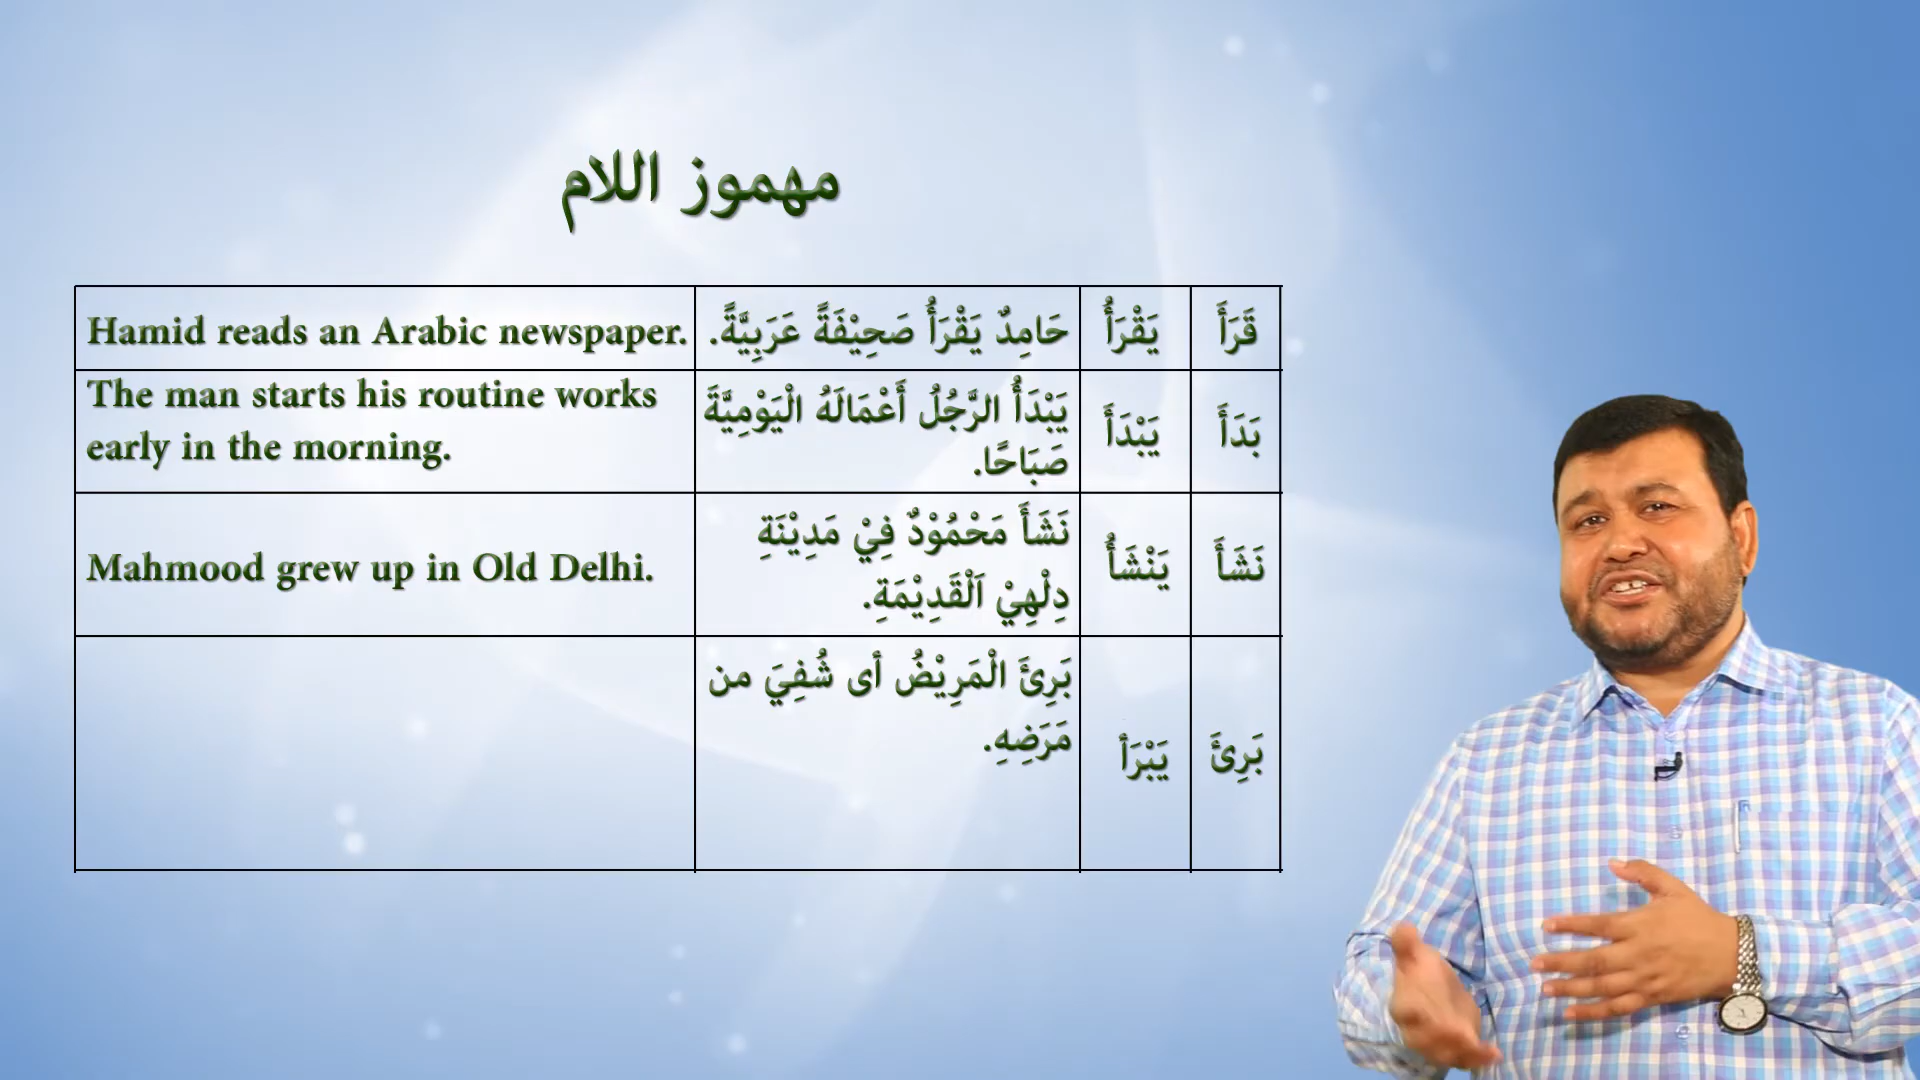 مهموز اللام
قَرَأَ
يَقْرَأُ
حَامِدٌ يَقْرَأُ صَحِيْفَةً عَرَبِيَّةً.
Hamid reads an Arabic newspaper.
بَدَأَ
يَبْدَأَ
يَبْدَأُ الرَّجُلُ أَعْمَالَهُ الْيَوْمِيَّةَ
صَبَاحًا.
The man starts his routine works
early in the morning.
نَشَأَ
يَنْشَأُ
نَشَأَ مَحْمُوْدٌ فِيْ مَدِيْنَةِ
دِلْهِيْ اَلْقَدِيْمَةِ.
Mahmood grew up in Old Delhi.
بَرِئَ
يَبْرَأ
بَرِئَ الْمَرِيْضُ أى شُفِيَ من
مَرَضِهِ.